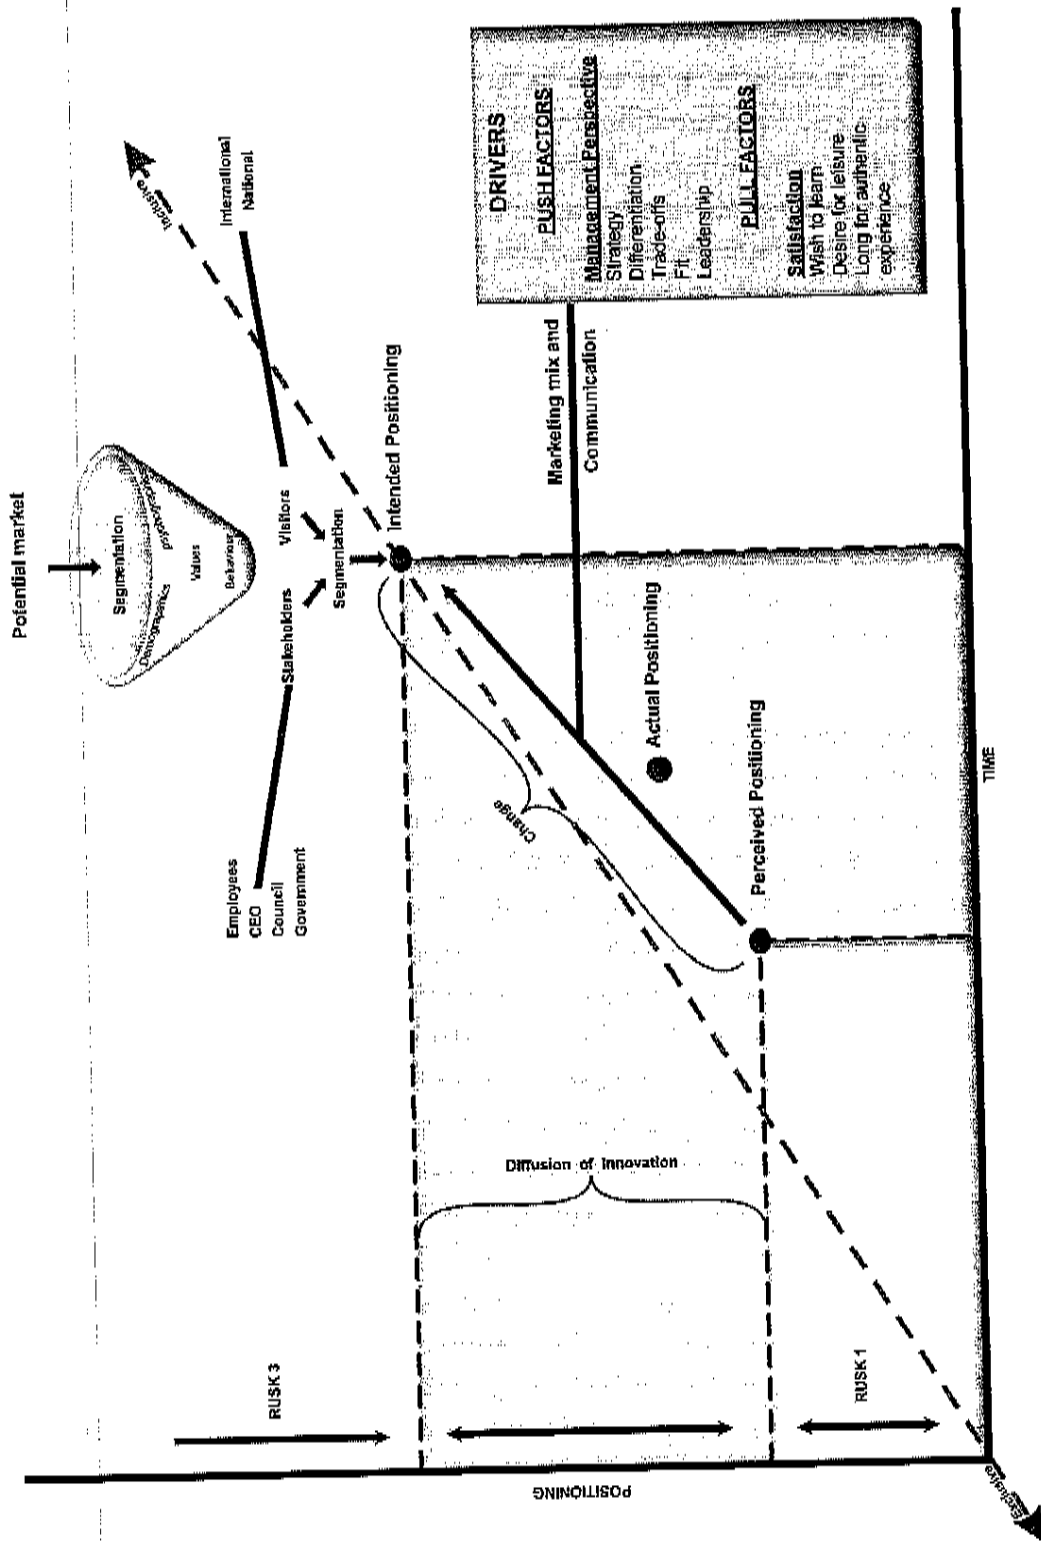 Potential market
Segmentation
Demographics
psychographics
Values
Behaviour
Inclusive
International
National
Employees
CEO
Council
Government
Stakeholders
Visitors
Segmentation
Intended Positioning
DRIVERS
PUSH FACTORS
Management Perspective
Strategy
Differentiation
Trade-offs
Fit
Leadership
PULL FACTORS
Satisfaction
Wish to learn
Desire for leisure
Long for authentic
experience
Marketing mix and
Communication
Change
Actual Positioning
Perceived Positioning
Diffusion of Innovation
RUSK 3
RUSK 1
POSITIONING
TIME
Exclusive